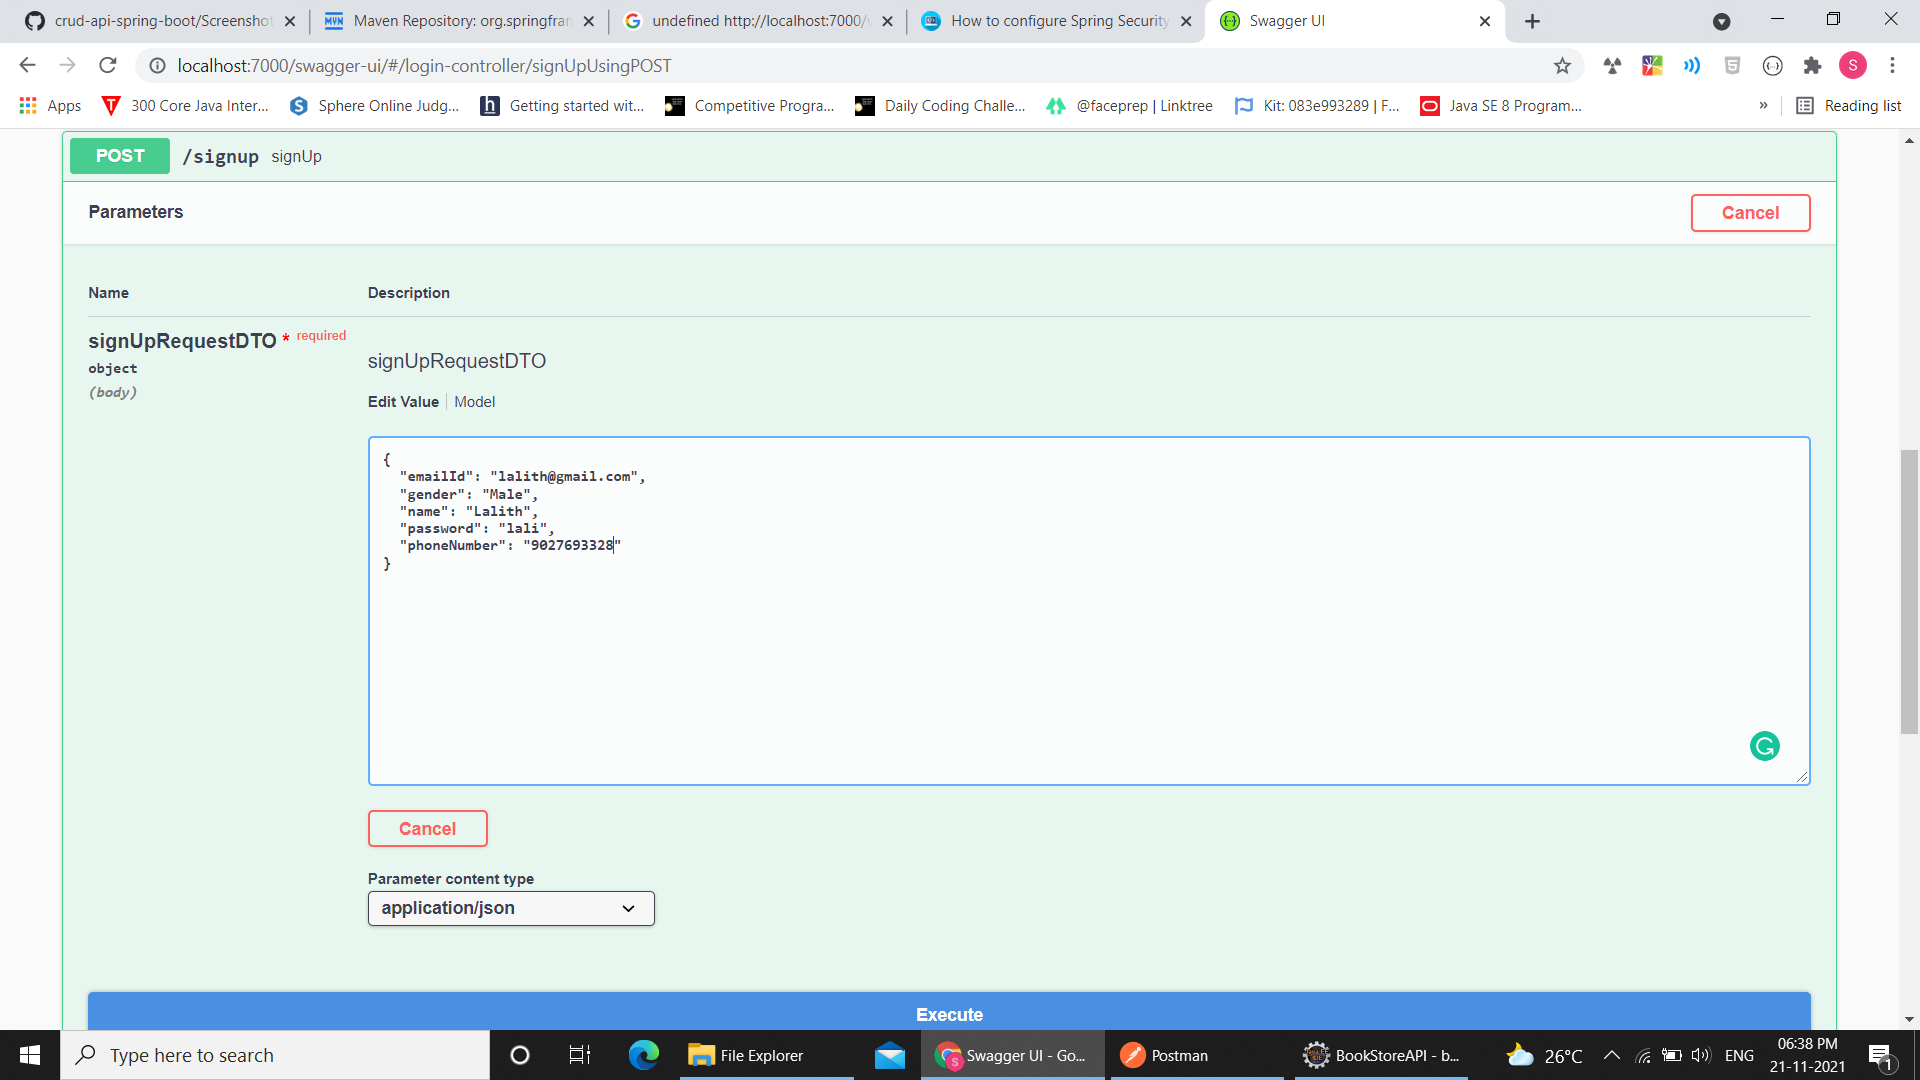 crud-api-spring-boot/Screenshot
Maven Repository: org.springfran
undefined http://localhost:7000/
How to configure Spring Security
Swagger UI
localhost:7000/swagger-ui/#/login-controller/signUpUsingPOST
S
Apps
300 Core Java Inter...
Sphere Online Judg...
Getting started wit...
Competitive Progra...
Daily Coding Challe...
@faceprep | Linktree
Kit: 083e993289 | F...
Java SE 8 Program...
»
Reading list
POST /signup signUp
Parameters
Cancel
Name Description
signUpRequestDTO * required
object
(body)
signUpRequestDTO
Edit Value | Model
{
"emailId": "lalith@gmail.com",
"gender": "Male",
"name": "Lalith",
"password": "lali",
"phoneNumber": "9027693328"
}
Cancel
Parameter content type
application/json
Execute
Type here to search
File Explorer
Swagger UI - Go...
Postman
BookStoreAPI - b...
26°C
ENG
06:38 PM
21-11-2021
1